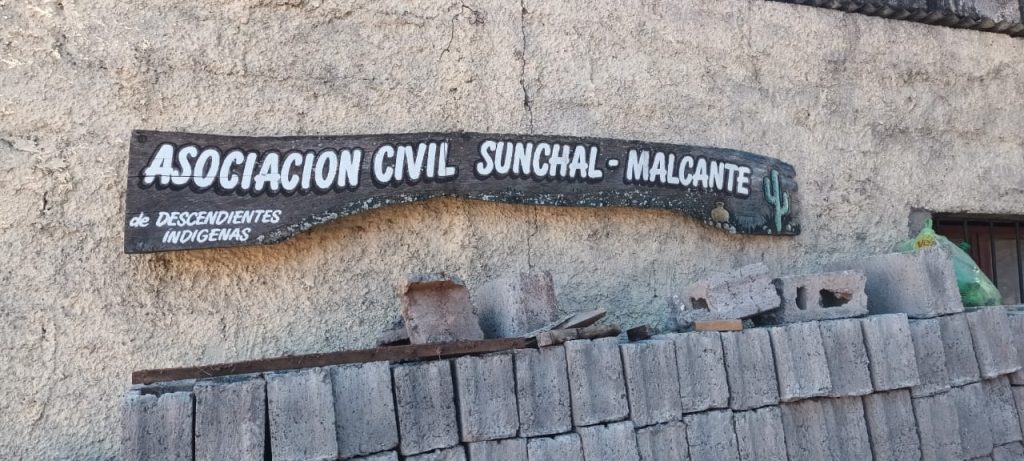 ASOCIACION CIVIL SUNCHAL - MALCANTE
de DESCENDIENTES
INDIGENAS